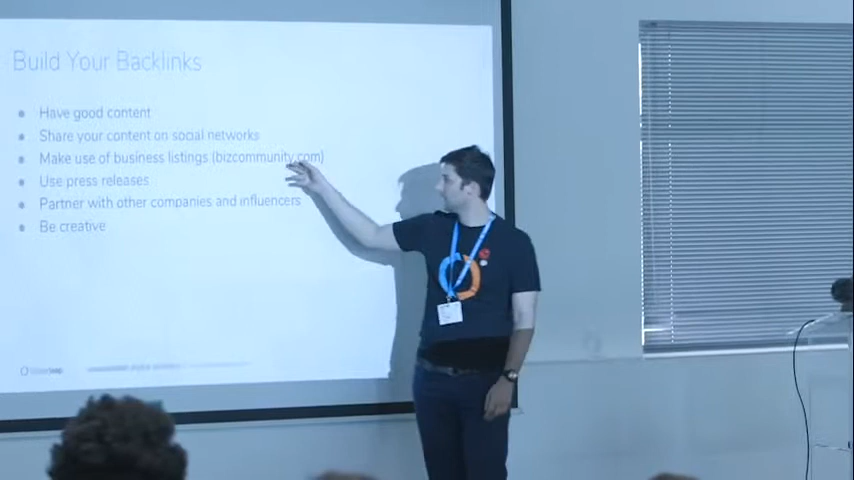 Build Your Backlinks
Have good content
Share your content on social networks
Make use of business listings (bizcommunity.com)
Use press releases
Partner with other companies and influencers
Be creative